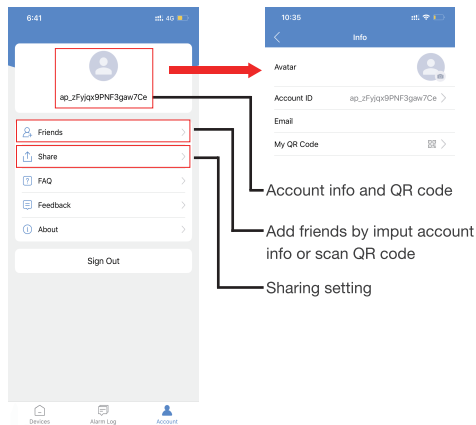 6:41
4G
ap_zFyjqx9PNF3gaw7Ce
Friends
Share
FAQ
Feedback
About
Sign Out
Devices
Alarm Log
Account
10:35
Info
Avatar
Account ID ap_zFyjqx9PNF3gaw7Ce
Email
My QR Code
Account info and QR code
Add friends by imput account
info or scan QR code
Sharing setting